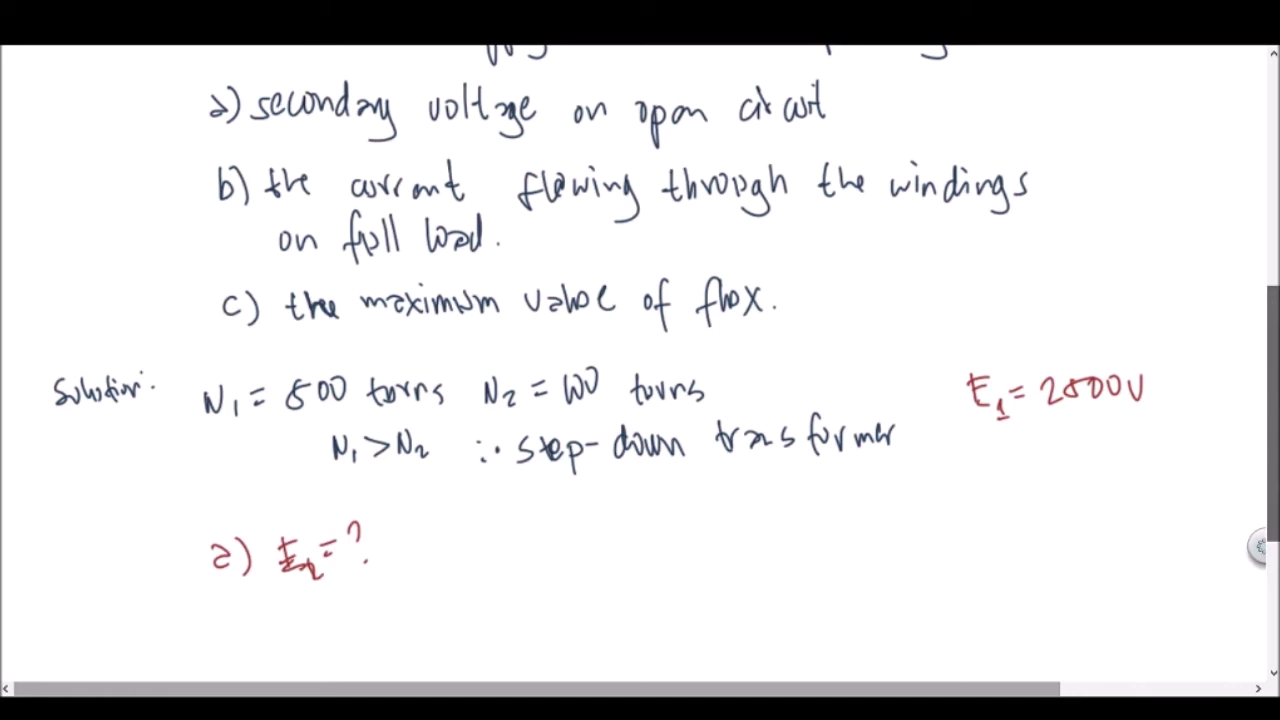 a) secondary voltage on open circuit
b) the current flowing through the windings
on full load.
c) the maximum value of flux.
Solution: N1 = 500 turns N2 = 100 turns E1 = 2500V
N1 > N2 ∴ step-down transformer
a) E2 = ?